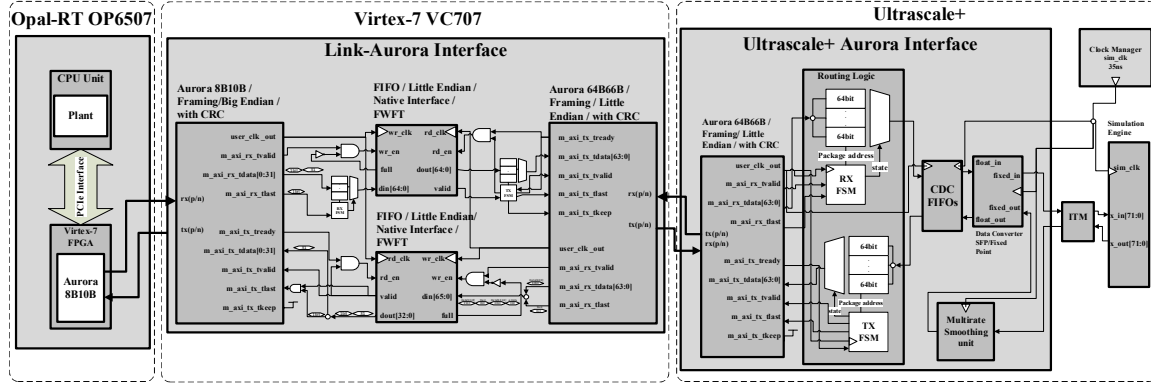 Opal-RT OP6507
CPU Unit
Plant
PCIe Interface
Virtex-7
FPGA
Aurora
8B10B
Virtex-7 VC707
Link-Aurora Interface
Aurora 8B10B /
Framing/Big Endian /
with CRC
user_clk_out
m_axi_rx_tvalid
m_axi_rx_tdata[0:31]
m_axi_rx_tlast
rx(p/n)
tx(p/n)
m_axi_tx_tready
m_axi_tx_tdata[0:31]
m_axi_tx_tvalid
m_axi_tx_tlast
m_axi_tx_tkeep
RX
FSM
FIFO / Little Endian /
Native Interface /
FWFT
wr_clk
rd_clk
wr_en
rd_en
full
dout[64:0]
din[64:0]
valid
FIFO / Little Endian/
Native Interface /
FWFT
rd_clk
wr_clk
rd_en
wr_en
valid
din[65:0]
dout[32:0]
full
TX
FSM
Aurora 64B66B /
Framing / Little
Endian / with CRC
m_axi_tx_tready
m_axi_tx_tdata[63:0]
m_axi_tx_tvalid
m_axi_tx_tlast
m_axi_tx_tkeep
rx(p/n)
tx(p/n)
user_clk_out
m_axi_rx_tvalid
m_axi_rx_tdata[63:0]
m_axi_rx_tlast
Ultrascale+
Ultrascale+ Aurora Interface
Aurora 64B66B /
Framing/ Little
Endian / with CRC
user_clk_out
m_axi_rx_tvalid
m_axi_rx_tdata[63:0]
m_axi_rx_tlast
tx(p/n)
rx(p/n)
m_axi_tx_tready
m_axi_tx_tdata[63:0]
m_axi_tx_tvalid
m_axi_tx_tlast
m_axi_tx_tkeep
Routing Logic
64bit
64bit
Package address
state
RX
FSM
64bit
64bit
Package address
state
TX
FSM
CDC
FIFOs
float_in
fixed_in
fixed_out
float_out
Data Converter
SFP/Fixed
Point
Multirate
Smoothing
unit
ITM
Clock Manager
sim_clk
35ns
Simulation
Engine
sim_clk
x_in[71:0]
x_out[71:0]